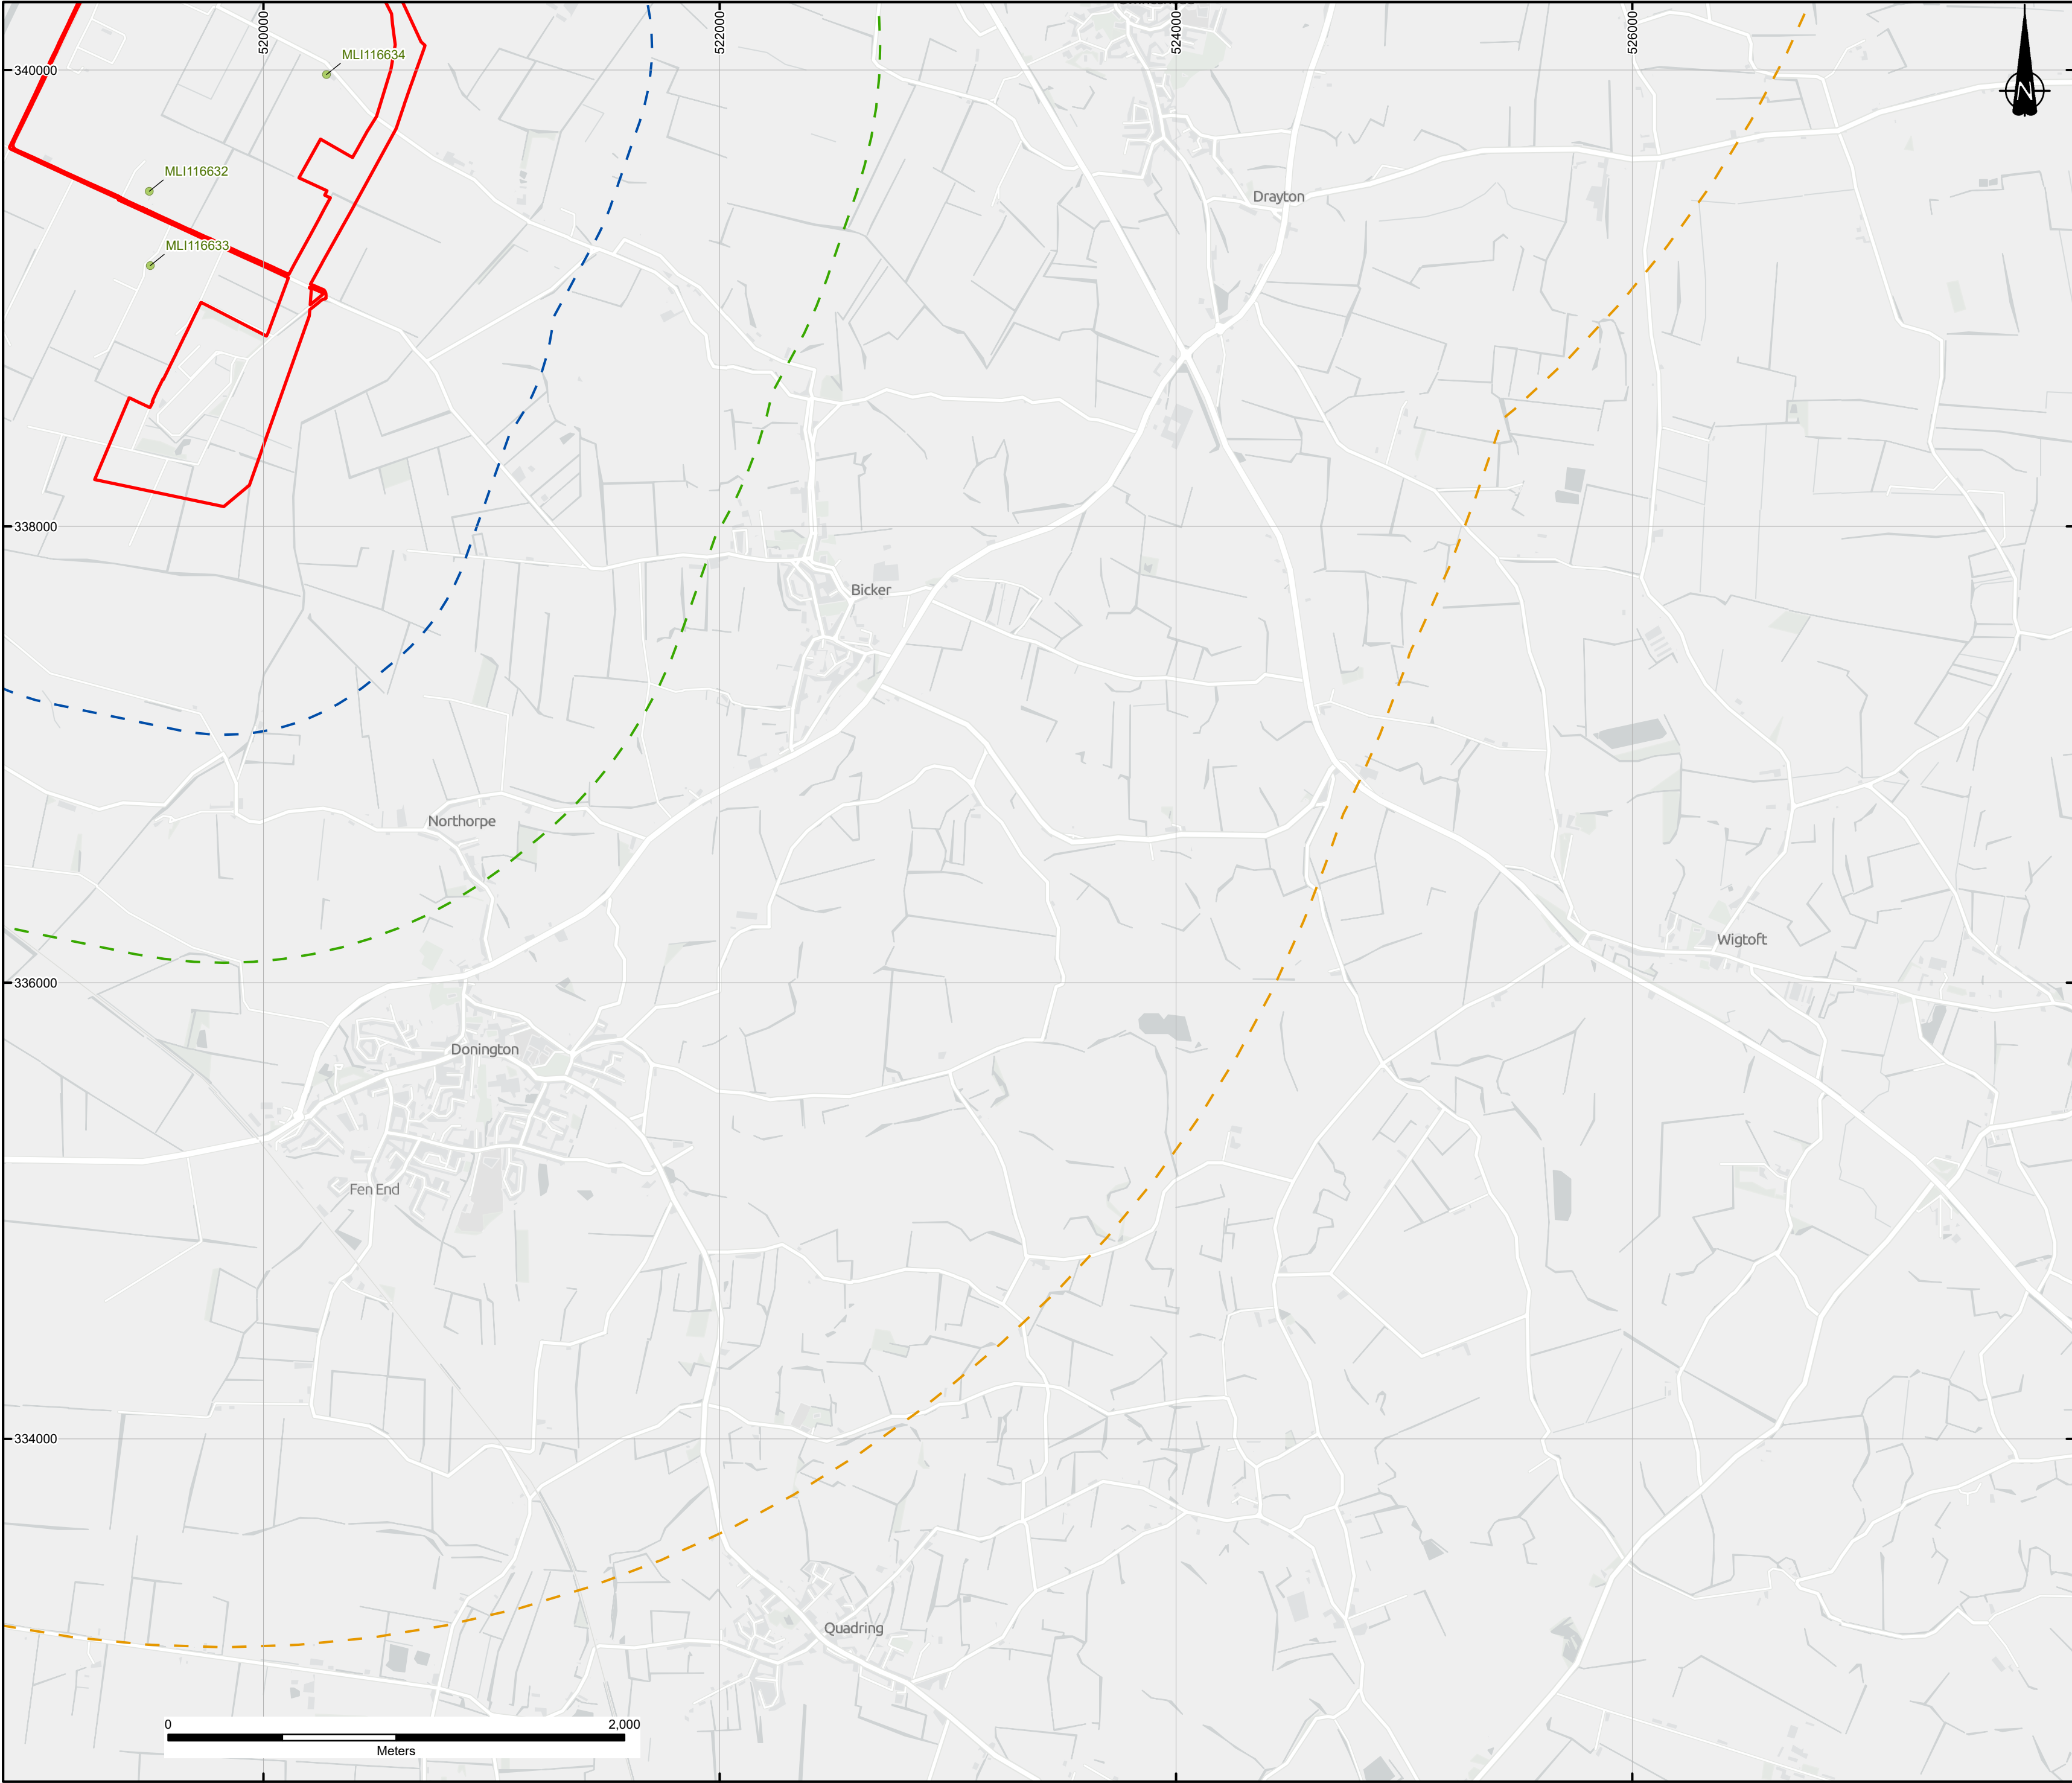 520000
522000
524000
526000
MLI116634
340000
N
MLI116632
Drayton
MLI116633
338000
Bicker
Northorpe
Wigtoft
336000
Donington
Fen End
334000
Quadring
0
2,000
Meters